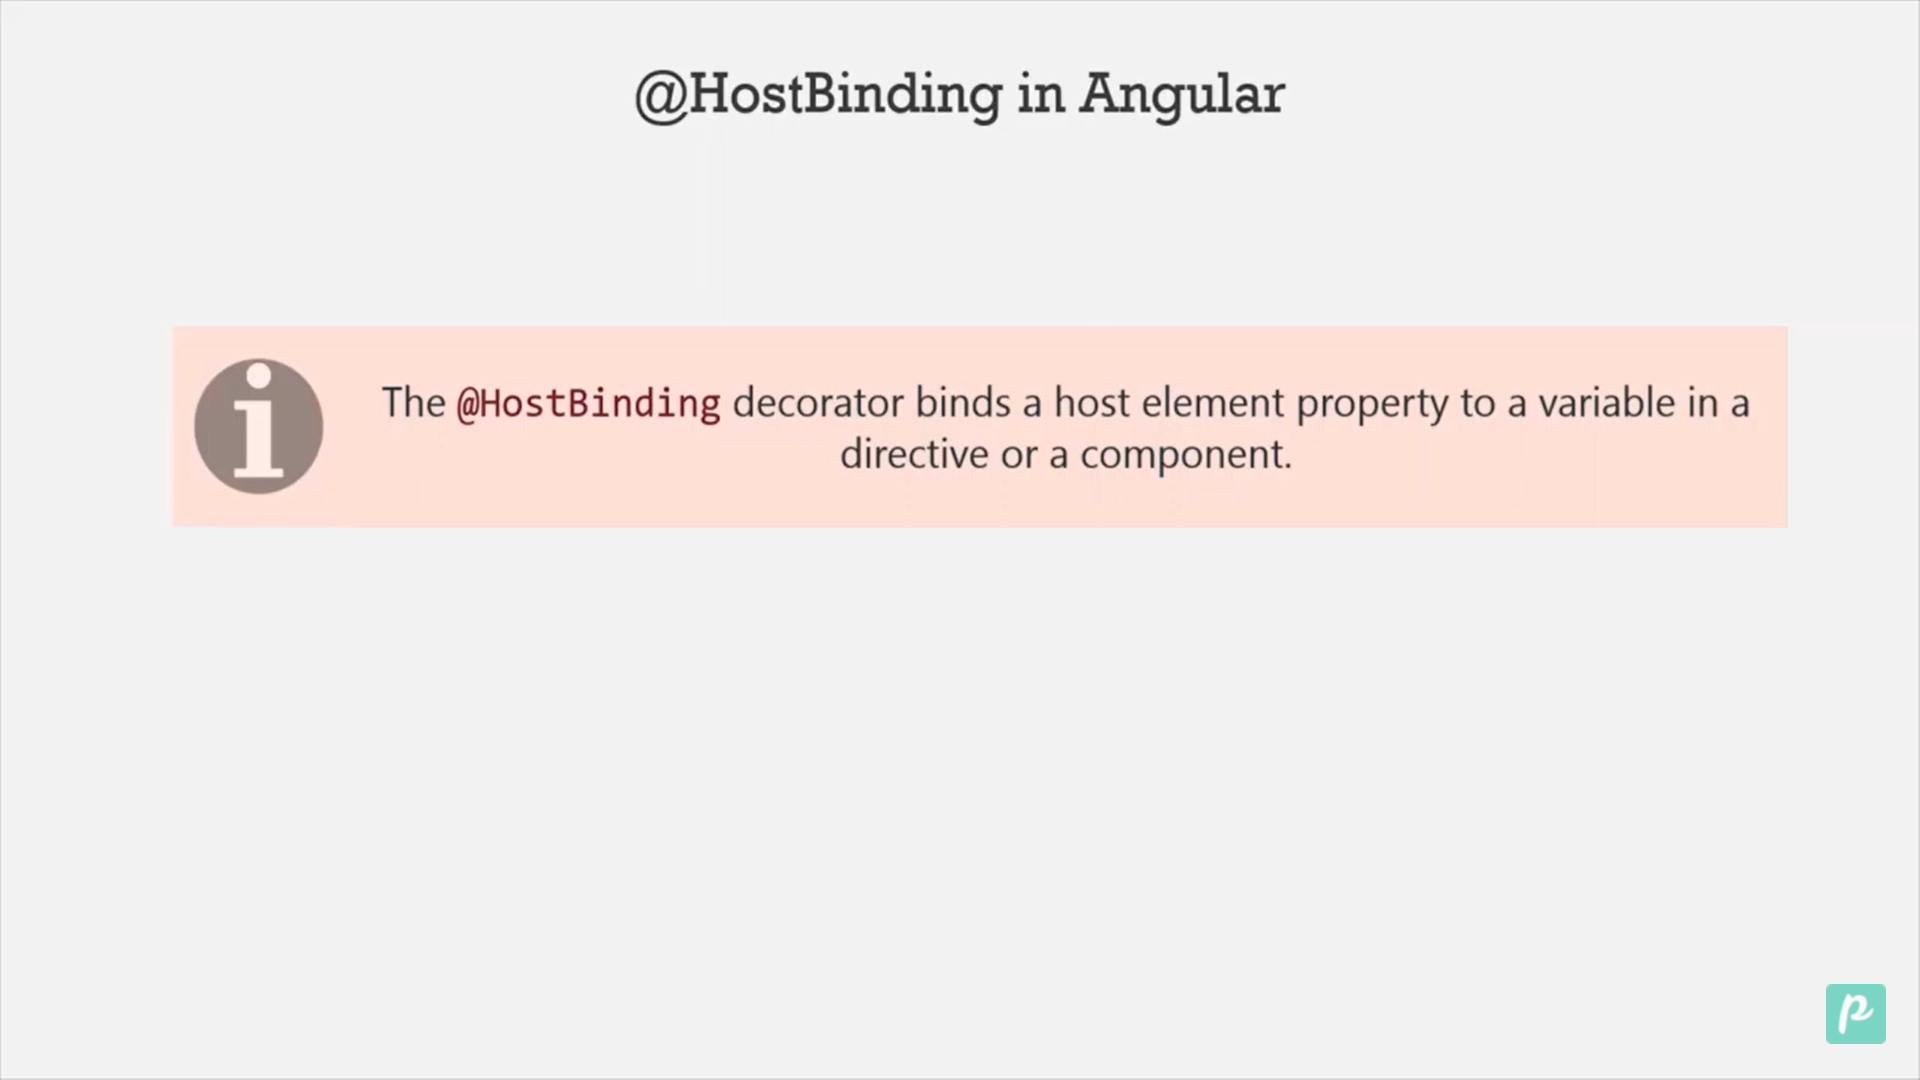 @HostBinding in Angular
The @HostBinding decorator binds a host element property to a variable in a
directive or a component.
p